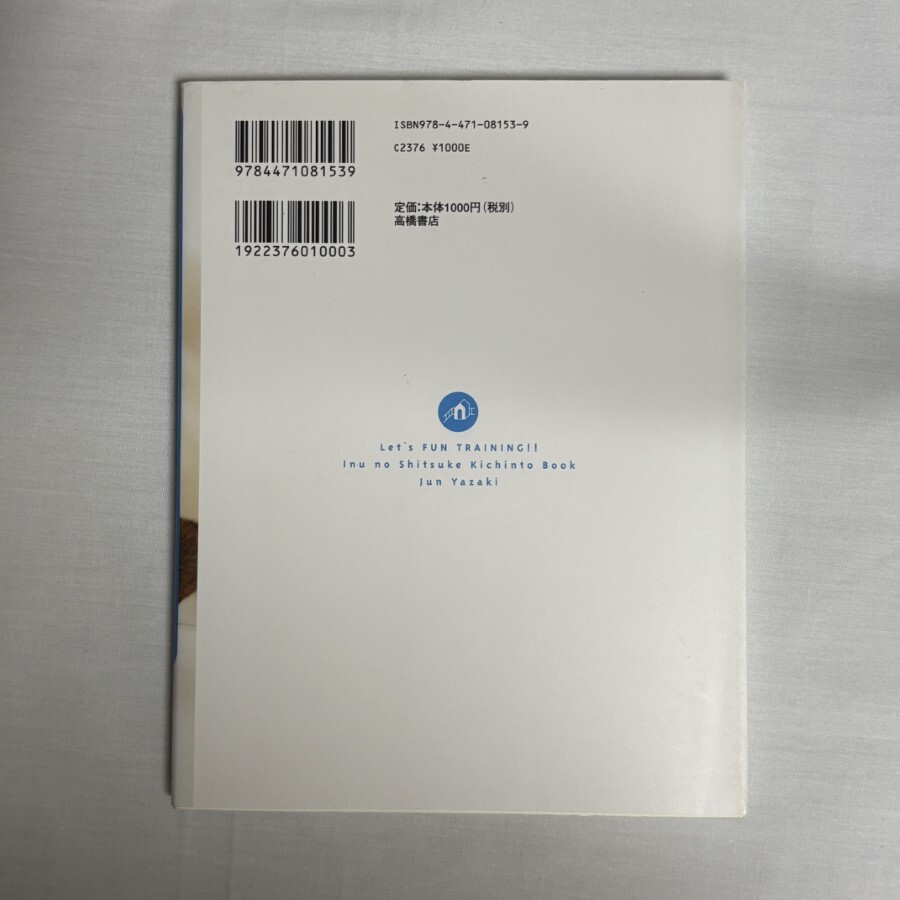 ISBN978-4-471-08153-9
C2376 ¥1000E
9784471081539
定価:本体1000円(税別)
高橋書店
1922376010003
Let`s FUN TRAINING!!
Inu no Shitsuke Kichinto Book
Jun Yazaki